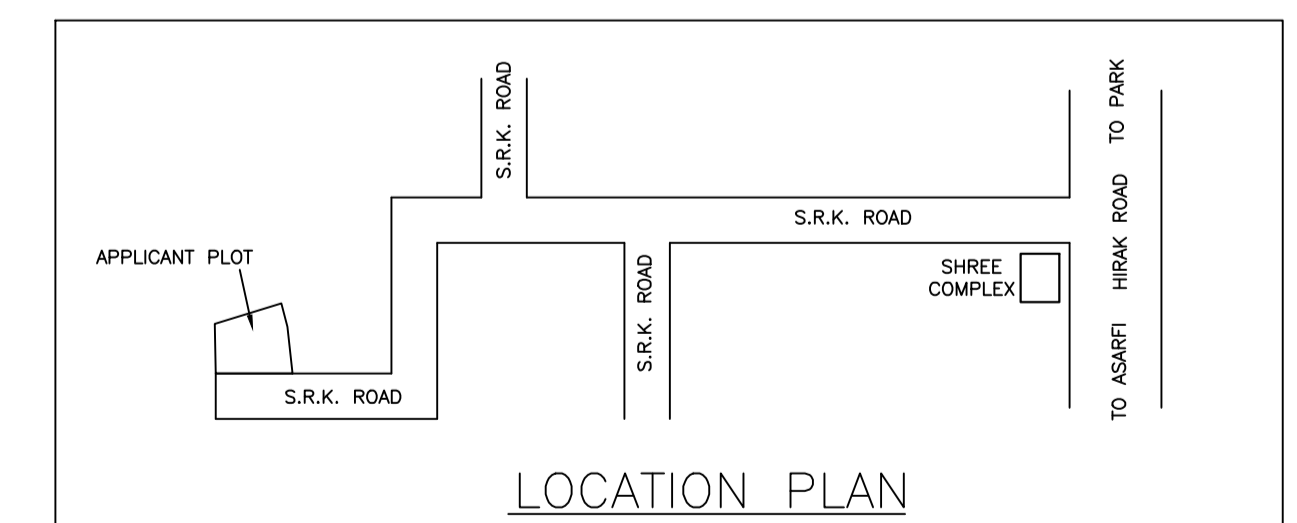 S.R.K. ROAD
TO PARK
HIRAK ROAD
TO ASARFI
S.R.K. ROAD
APPLICANT PLOT
SHREE
COMPLEX
S.R.K. ROAD
S.R.K. ROAD
LOCATION PLAN